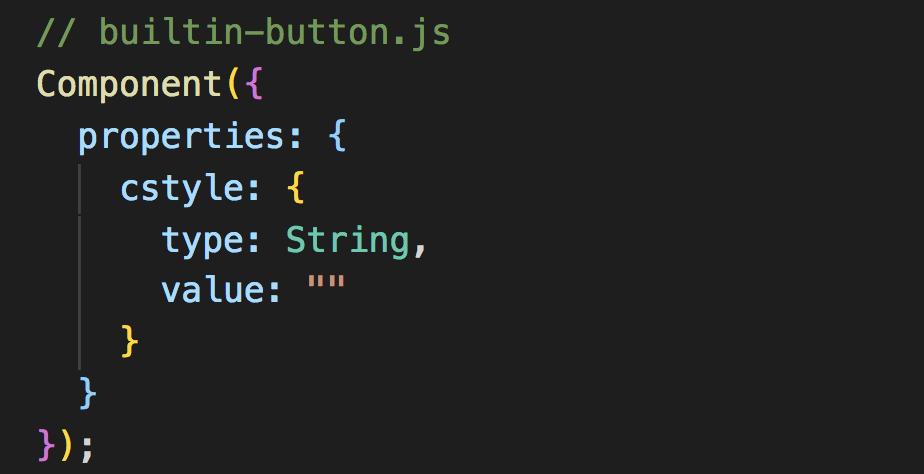 // builtin-button.js
Component({
  properties: {
    cstyle: {
      type: String,
      value: ""
    }
  }
});